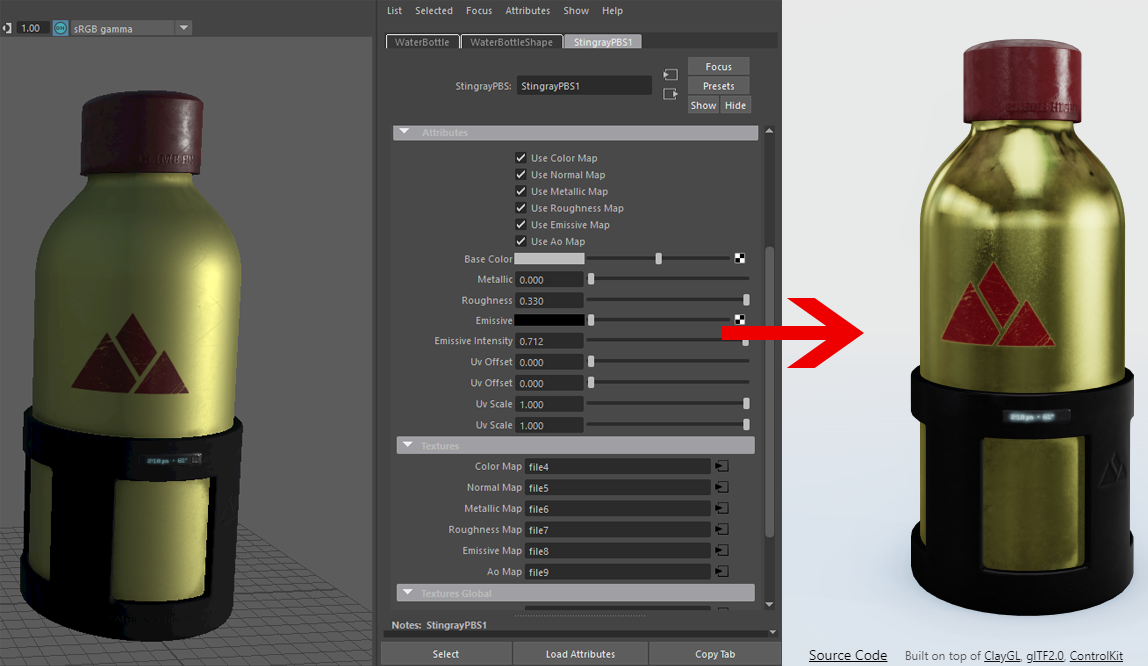 1.00 sRGB gamma
List Selected Focus Attributes Show Help
WaterBottle WaterBottleShape StingrayPBS1
StingrayPBS: StingrayPBS1
Focus
Presets
Show Hide
Attributes
Use Color Map
Use Normal Map
Use Metallic Map
Use Roughness Map
Use Emissive Map
Use Ao Map
Base Color
Metallic 0.000
Roughness 0.330
Emissive
Emissive Intensity 0.712
Uv Offset 0.000
Uv Offset 0.000
Uv Scale 1.000
Uv Scale 1.000
Textures
Color Map file4
Normal Map file5
Metallic Map file6
Roughness Map file7
Emissive Map file8
Ao Map file9
Textures Global
Notes: StingrayPBS1
Select Load Attributes Copy Tab
Source Code Built on top of ClayGL, glTF2.0, ControlKit